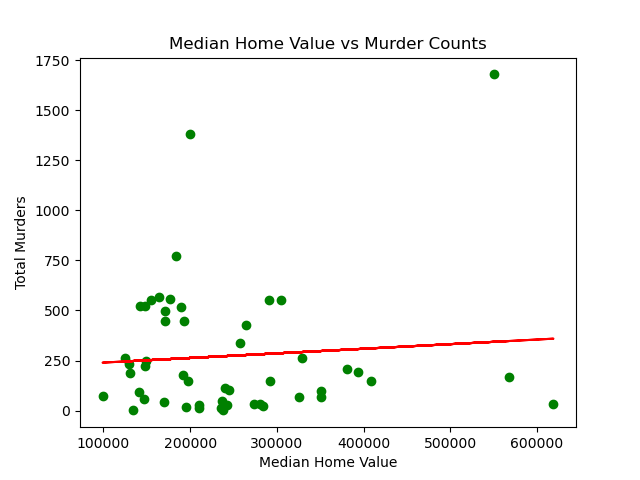 Median Home Value vs Murder Counts
1750
1500
1250
1000
750
500
250
0
Total Murders
100000 200000 300000 400000 500000 600000
Median Home Value